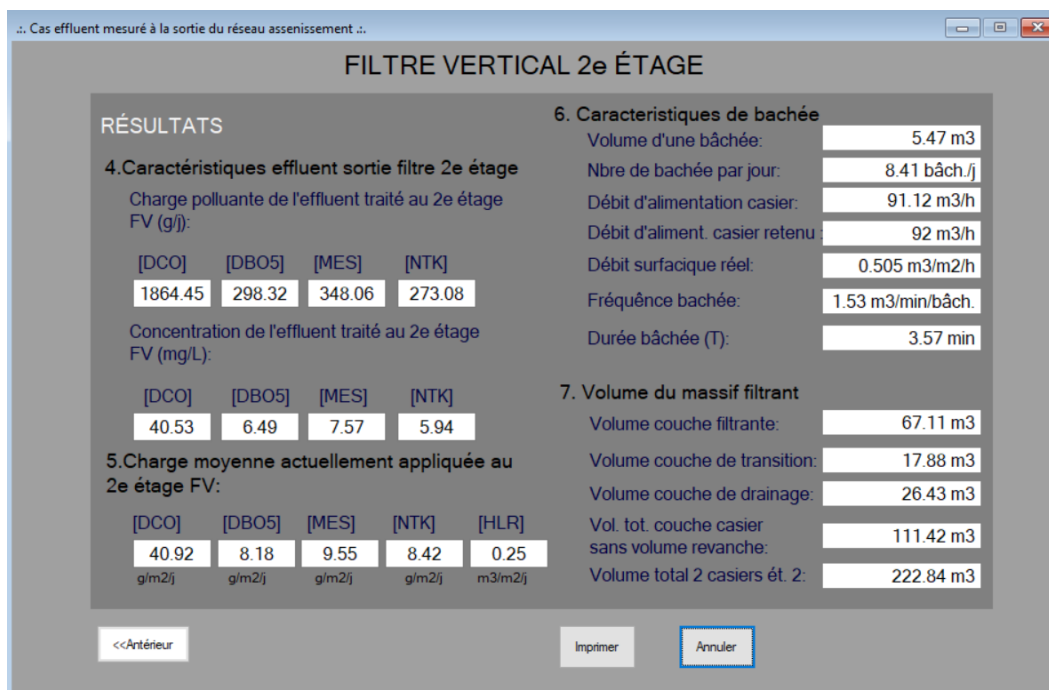 .:. Cas effluent mesuré à la sortie du réseau assenissement .:.
FILTRE VERTICAL 2e ÉTAGE
RÉSULTATS
4.Caractéristiques effluent sortie filtre 2e étage
Charge polluante de l'effluent traité au 2e étage
FV (g/j):
[DCO] [DBO5] [MES] [NTK]
1864.45 298.32 348.06 273.08
Concentration de l'effluent traité au 2e étage
FV (mg/L):
[DCO] [DBO5] [MES] [NTK]
40.53 6.49 7.57 5.94
5.Charge moyenne actuellement appliquée au
2e étage FV:
[DCO] [DBO5] [MES] [NTK] [HLR]
40.92 8.18 9.55 8.42 0.25
g/m2/j g/m2/j g/m2/j g/m2/j m3/m2/j
6. Caracteristiques de bachée
Volume d'une bâchée: 5.47 m3
Nbre de bachée par jour: 8.41 bâch./j
Débit d'alimentation casier: 91.12 m3/h
Débit d'aliment. casier retenu : 92 m3/h
Débit surfacique réel: 0.505 m3/m2/h
Fréquênce bachée: 1.53 m3/min/bâch.
Durée bâchée (T): 3.57 min
7. Volume du massif filtrant
Volume couche filtrante: 67.11 m3
Volume couche de transition: 17.88 m3
Volume couche de drainage: 26.43 m3
Vol. tot. couche casier
sans volume revanche: 111.42 m3
Volume total 2 casiers ét. 2: 222.84 m3
<<Antérieur Imprimer Annuler